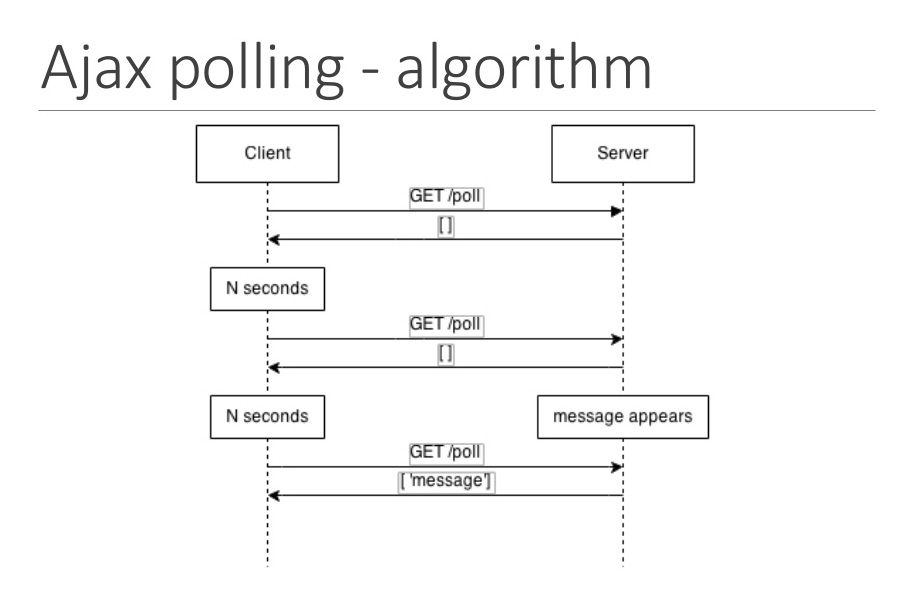 Ajax polling - algorithm
Client
Server
GET /poll
[ ]
N seconds
GET /poll
[ ]
N seconds
message appears
GET /poll
[ 'message']